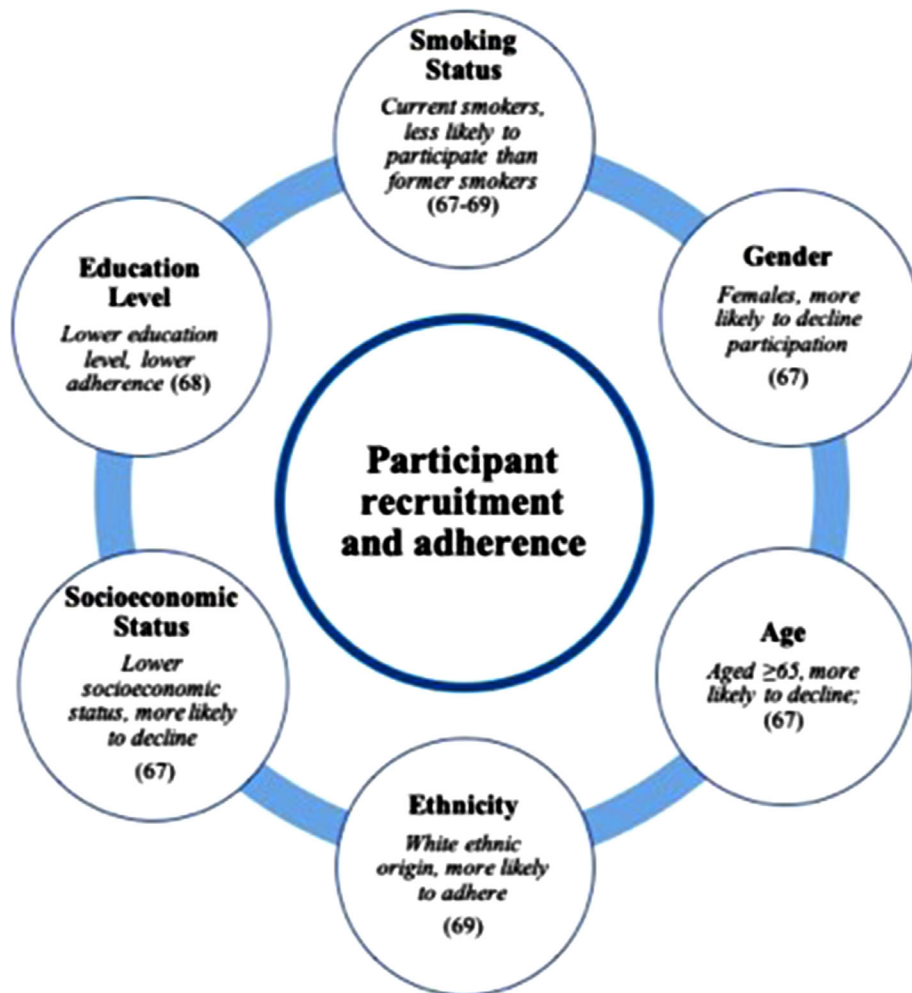 Smoking
Status
Current smokers,
less likely to
participate than
former smokers
(67-69)
Gender
Females, more
likely to decline
participation
(67)
Age
Aged ≥65, more
likely to decline;
(67)
Ethnicity
White ethnic
origin, more likely
to adhere
(69)
Socioeconomic
Status
Lower
socioeconomic
status, more likely
to decline
(67)
Education
Level
Lower education
level, lower
adherence (68)
Participant
recruitment
and adherence